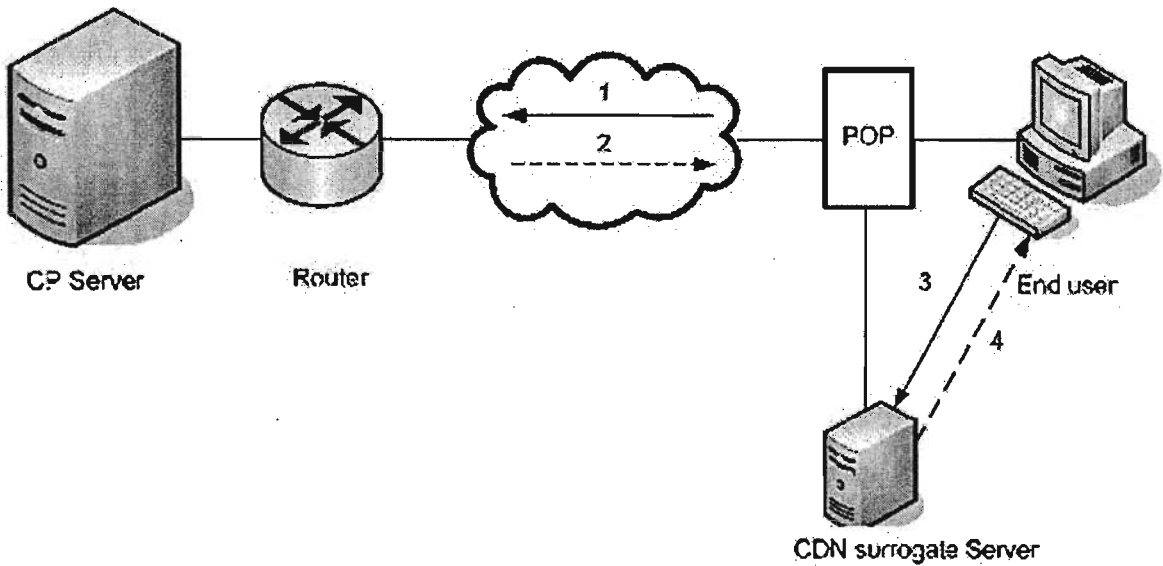 1
2
POP
CP Server
Router
3
End user
4
CDN surrogate Server